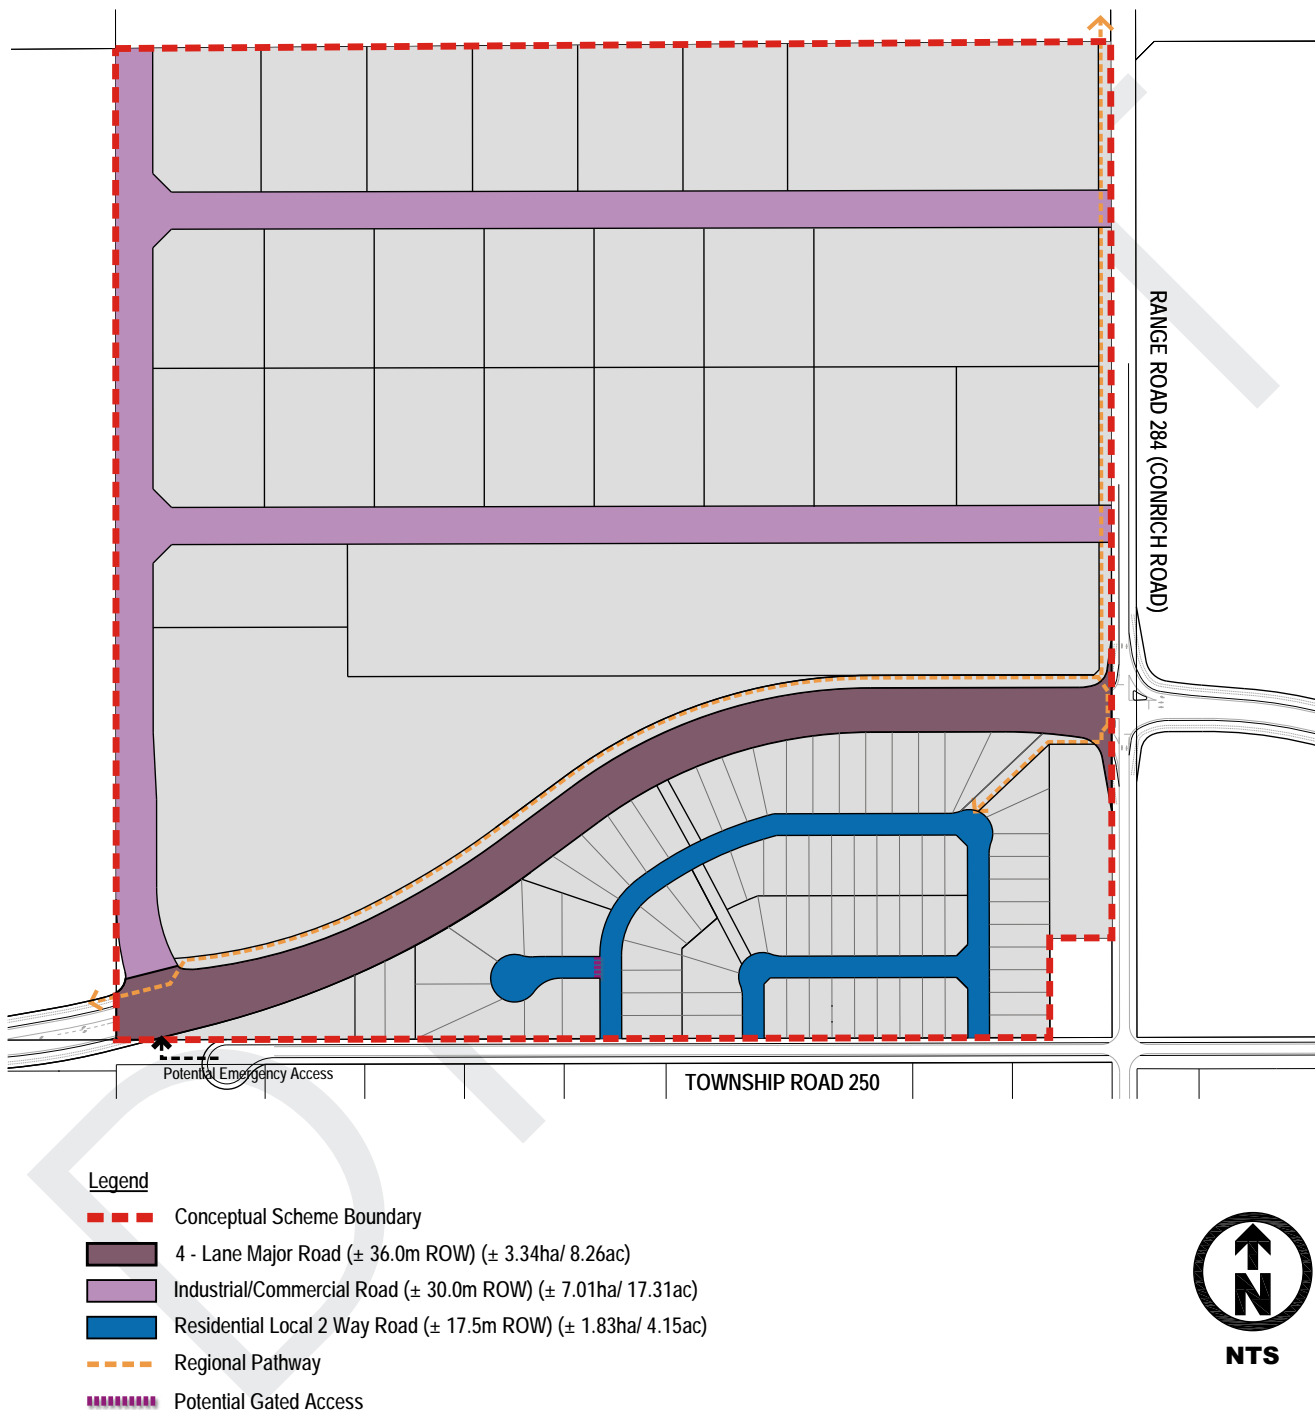 RANGE ROAD 284 (CONRICH ROAD)
Potential Emergency Access
TOWNSHIP ROAD 250
Legend
Conceptual Scheme Boundary
4 - Lane Major Road (± 36.0m ROW) (± 3.34ha/ 8.26ac)
Industrial/Commercial Road (± 30.0m ROW) (± 7.01ha/ 17.31ac)
Residential Local 2 Way Road (± 17.5m ROW) (± 1.83ha/ 4.15ac)
Regional Pathway
Potential Gated Access
N
NTS